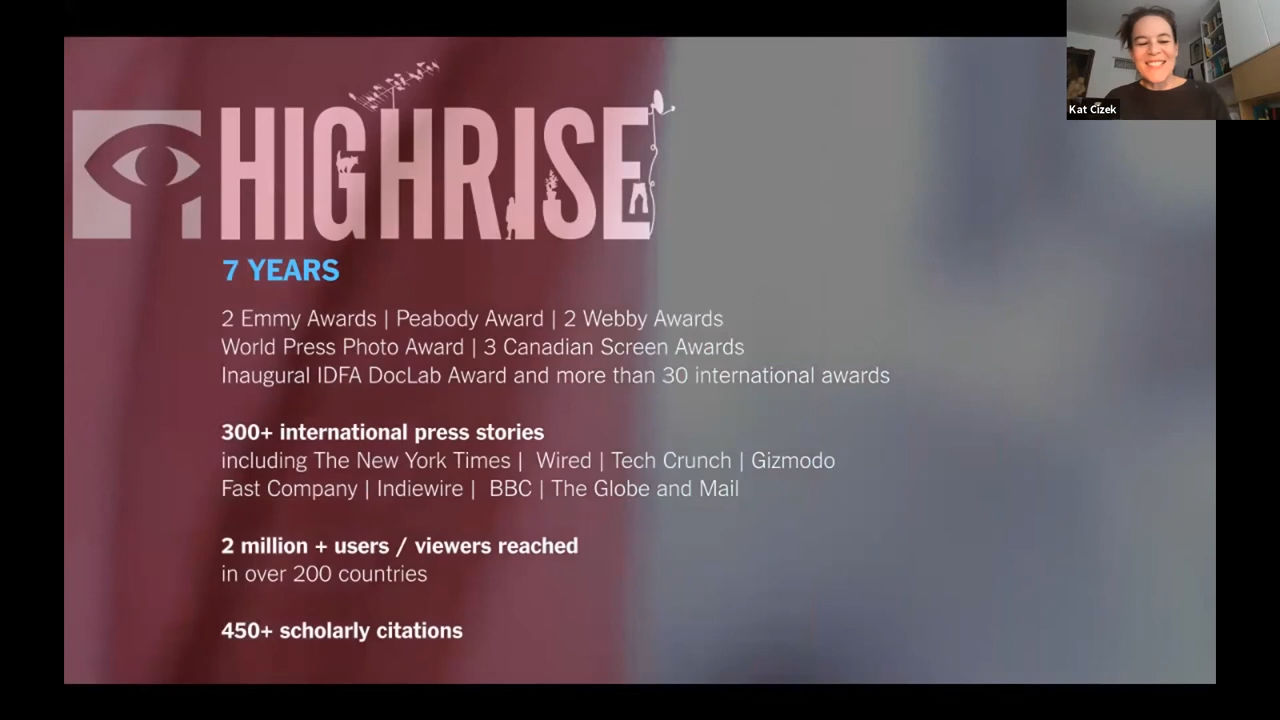 HIGHRISE
7 YEARS
2 Emmy Awards | Peabody Award | 2 Webby Awards
World Press Photo Award | 3 Canadian Screen Awards
Inaugural IDFA DocLab Award and more than 30 international awards
300+ international press stories
including The New York Times | Wired | Tech Crunch | Gizmodo
Fast Company | Indiewire | BBC | The Globe and Mail
2 million + users / viewers reached
in over 200 countries
450+ scholarly citations
Kat Cizek